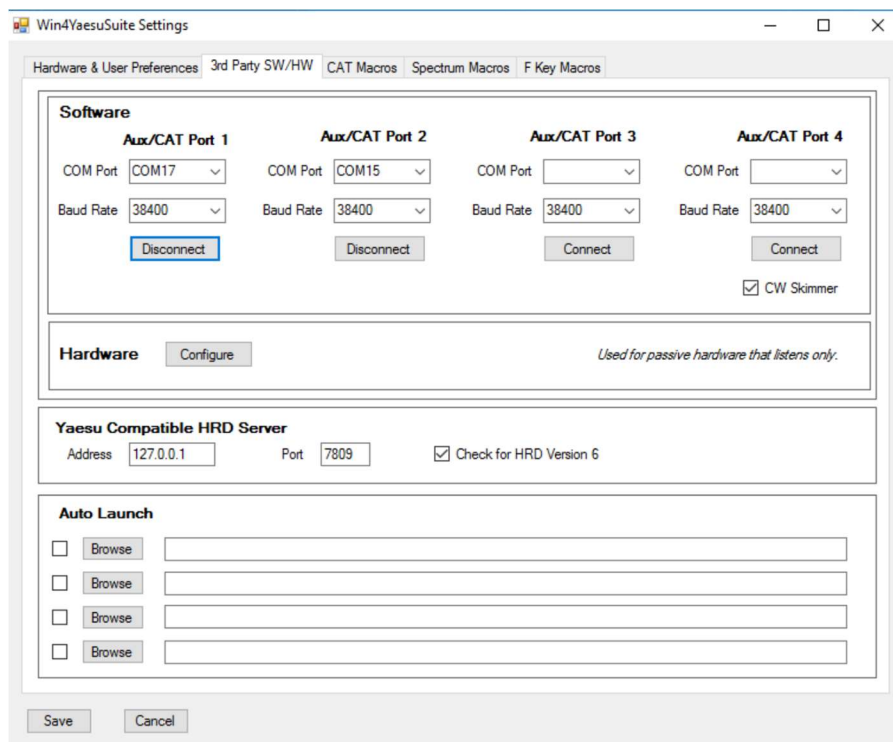 Win4YaesuSuite Settings
Hardware & User Preferences 3rd Party SW/HW CAT Macros Spectrum Macros F Key Macros
Software
Aux/CAT Port 1 Aux/CAT Port 2 Aux/CAT Port 3 Aux/CAT Port 4
COM Port COM17 COM Port COM15 COM Port COM Port
Baud Rate 38400 Baud Rate 38400 Baud Rate 38400 Baud Rate 38400
Disconnect Disconnect Connect Connect
CW Skimmer
Hardware Configure Used for passive hardware that listens only.
Yaesu Compatible HRD Server
Address 127.0.0.1 Port 7809 Check for HRD Version 6
Auto Launch
Browse
Browse
Browse
Browse
Save Cancel